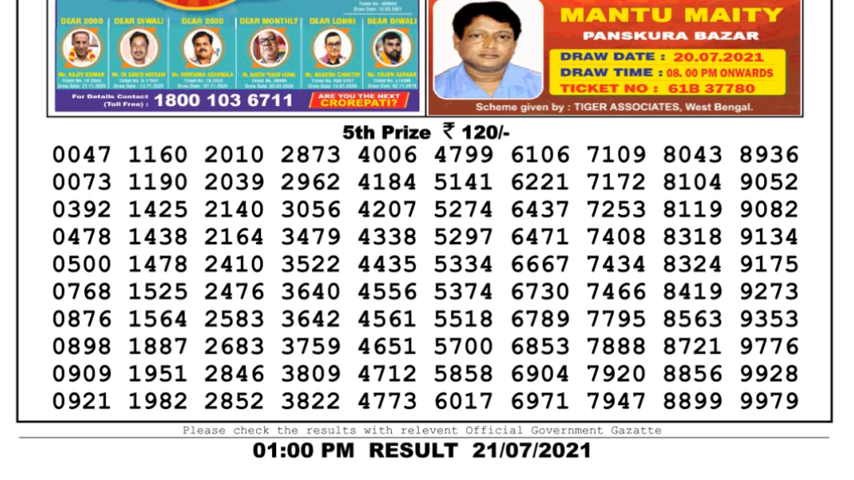 DEAR 2000 DEAR DIWALI DEAR 2000 DEAR MONTHLY DEAR LOHRI DEAR DIWALI
For Details Contact
(Toll Free) : 1800 103 6711
ARE YOU THE NEXT
CROREPATI?
MANTU MAITY
PANSKURA BAZAR
DRAW DATE : 20.07.2021
DRAW TIME : 08. 00 PM ONWARDS
TICKET NO : 61B 37780
Scheme given by : TIGER ASSOCIATES, West Bengal.
5th Prize ₹ 120/-
0047 1160 2010 2873 4006 4799 6106 7109 8043 8936
0073 1190 2039 2962 4184 5141 6221 7172 8104 9052
0392 1425 2140 3056 4207 5274 6437 7253 8119 9082
0478 1438 2164 3479 4338 5297 6471 7408 8318 9134
0500 1478 2410 3522 4435 5334 6667 7434 8324 9175
0768 1525 2476 3640 4556 5374 6730 7466 8419 9273
0876 1564 2583 3642 4561 5518 6789 7795 8563 9353
0898 1887 2683 3759 4651 5700 6853 7888 8721 9776
0909 1951 2846 3809 4712 5858 6904 7920 8856 9928
0921 1982 2852 3822 4773 6017 6971 7947 8899 9979
Please check the results with relevent Official Government Gazatte
01:00 PM RESULT 21/07/2021